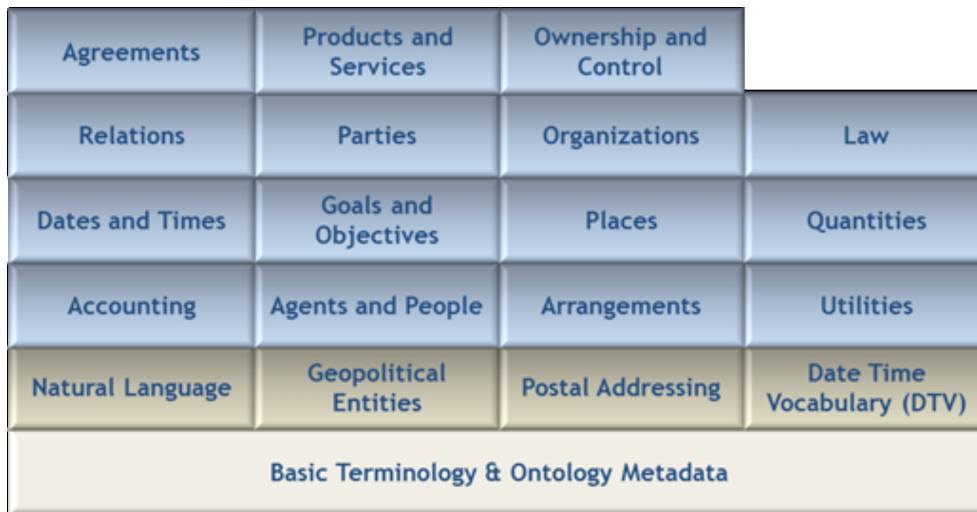 Agreements
Products and
Services
Ownership and
Control
Relations
Parties
Organizations
Law
Dates and Times
Goals and
Objectives
Places
Quantities
Accounting
Agents and People
Arrangements
Utilities
Natural Language
Geopolitical
Entities
Postal Addressing
Date Time
Vocabulary (DTV)
Basic Terminology & Ontology Metadata